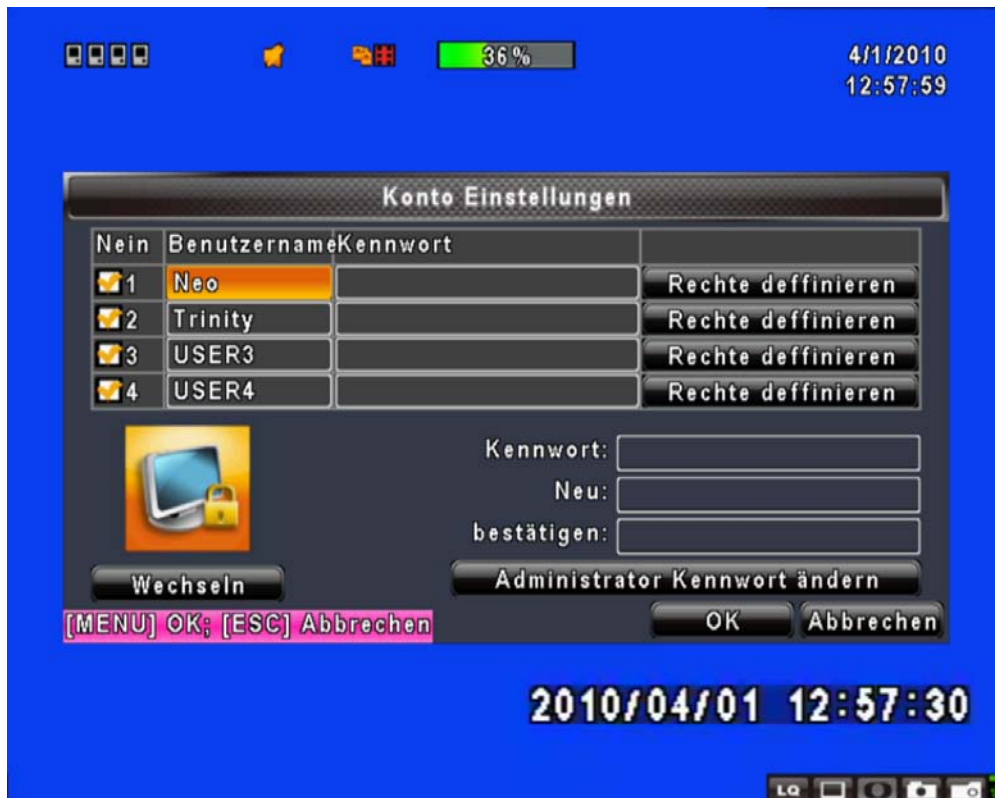 36% 4/1/2010
12:57:59
Konto Einstellungen
Nein Benutzername Kennwort
1 Neo Rechte deffinieren
2 Trinity Rechte deffinieren
3 USER3 Rechte deffinieren
4 USER4 Rechte deffinieren
Kennwort:
Neu:
bestätigen:
Wechseln Administrator Kennwort ändern
[MENU] OK; [ESC] Abbrechen OK Abbrechen
2010/04/01 12:57:30
LQ